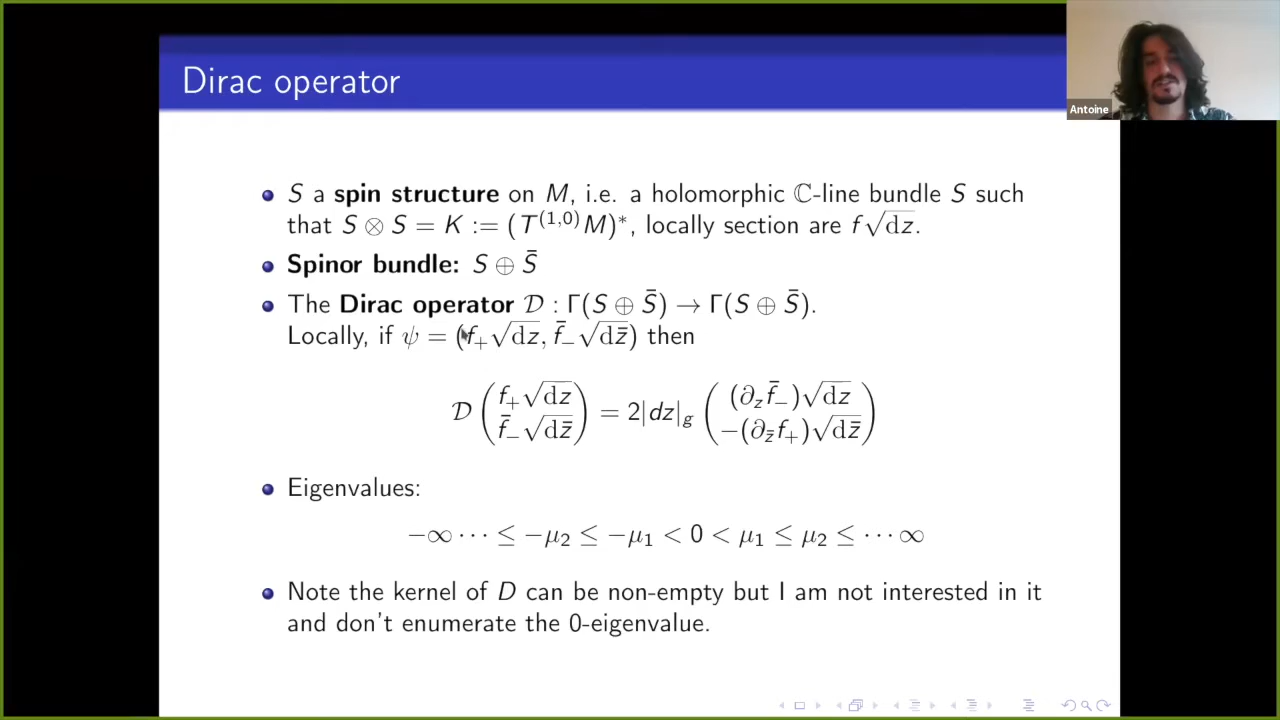 Dirac operator
Antoine
S a spin structure on M, i.e. a holomorphic ℂ-line bundle S such
that S ⊗ S = K := (T^(1,0)M)*, locally section are f√dz.
Spinor bundle: S ⊕ S̄
The Dirac operator 𝒟 : Γ(S ⊕ S̄) → Γ(S ⊕ S̄).
Locally, if ψ = (f₊√dz, f̄₋√dz̄) then
𝒟 (f₊√dz / f̄₋√dz̄) = 2|dz|_g ((∂_z f̄₋)√dz / −(∂_z̄ f₊)√dz̄)
Eigenvalues:
−∞ ⋯ ≤ −μ₂ ≤ −μ₁ < 0 < μ₁ ≤ μ₂ ≤ ⋯ ∞
Note the kernel of D can be non-empty but I am not interested in it
and don't enumerate the 0-eigenvalue.